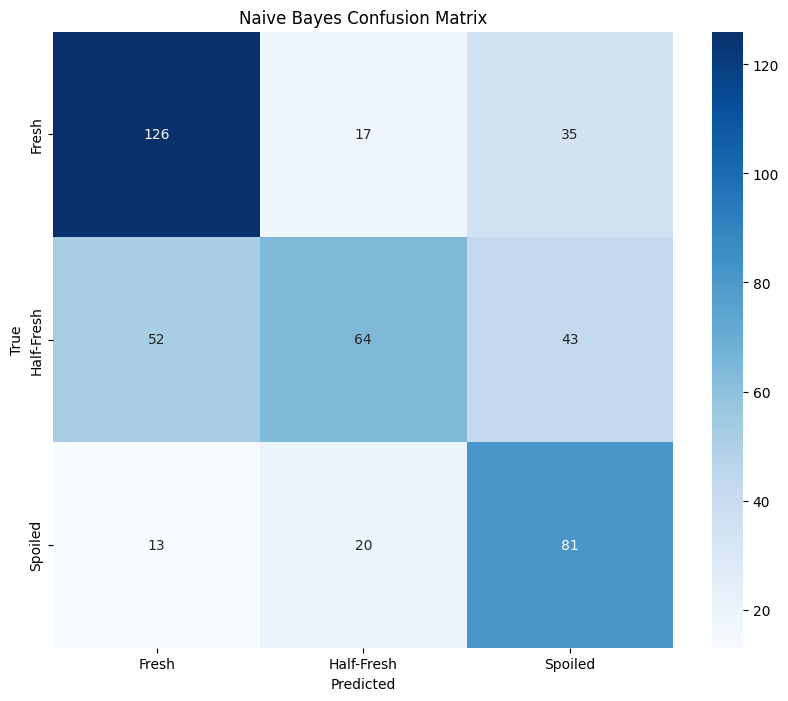 Naive Bayes Confusion Matrix
True
Fresh
126 17 35
Half-Fresh
52 64 43
Spoiled
13 20 81
Fresh Half-Fresh Spoiled
Predicted
120
100
80
60
40
20